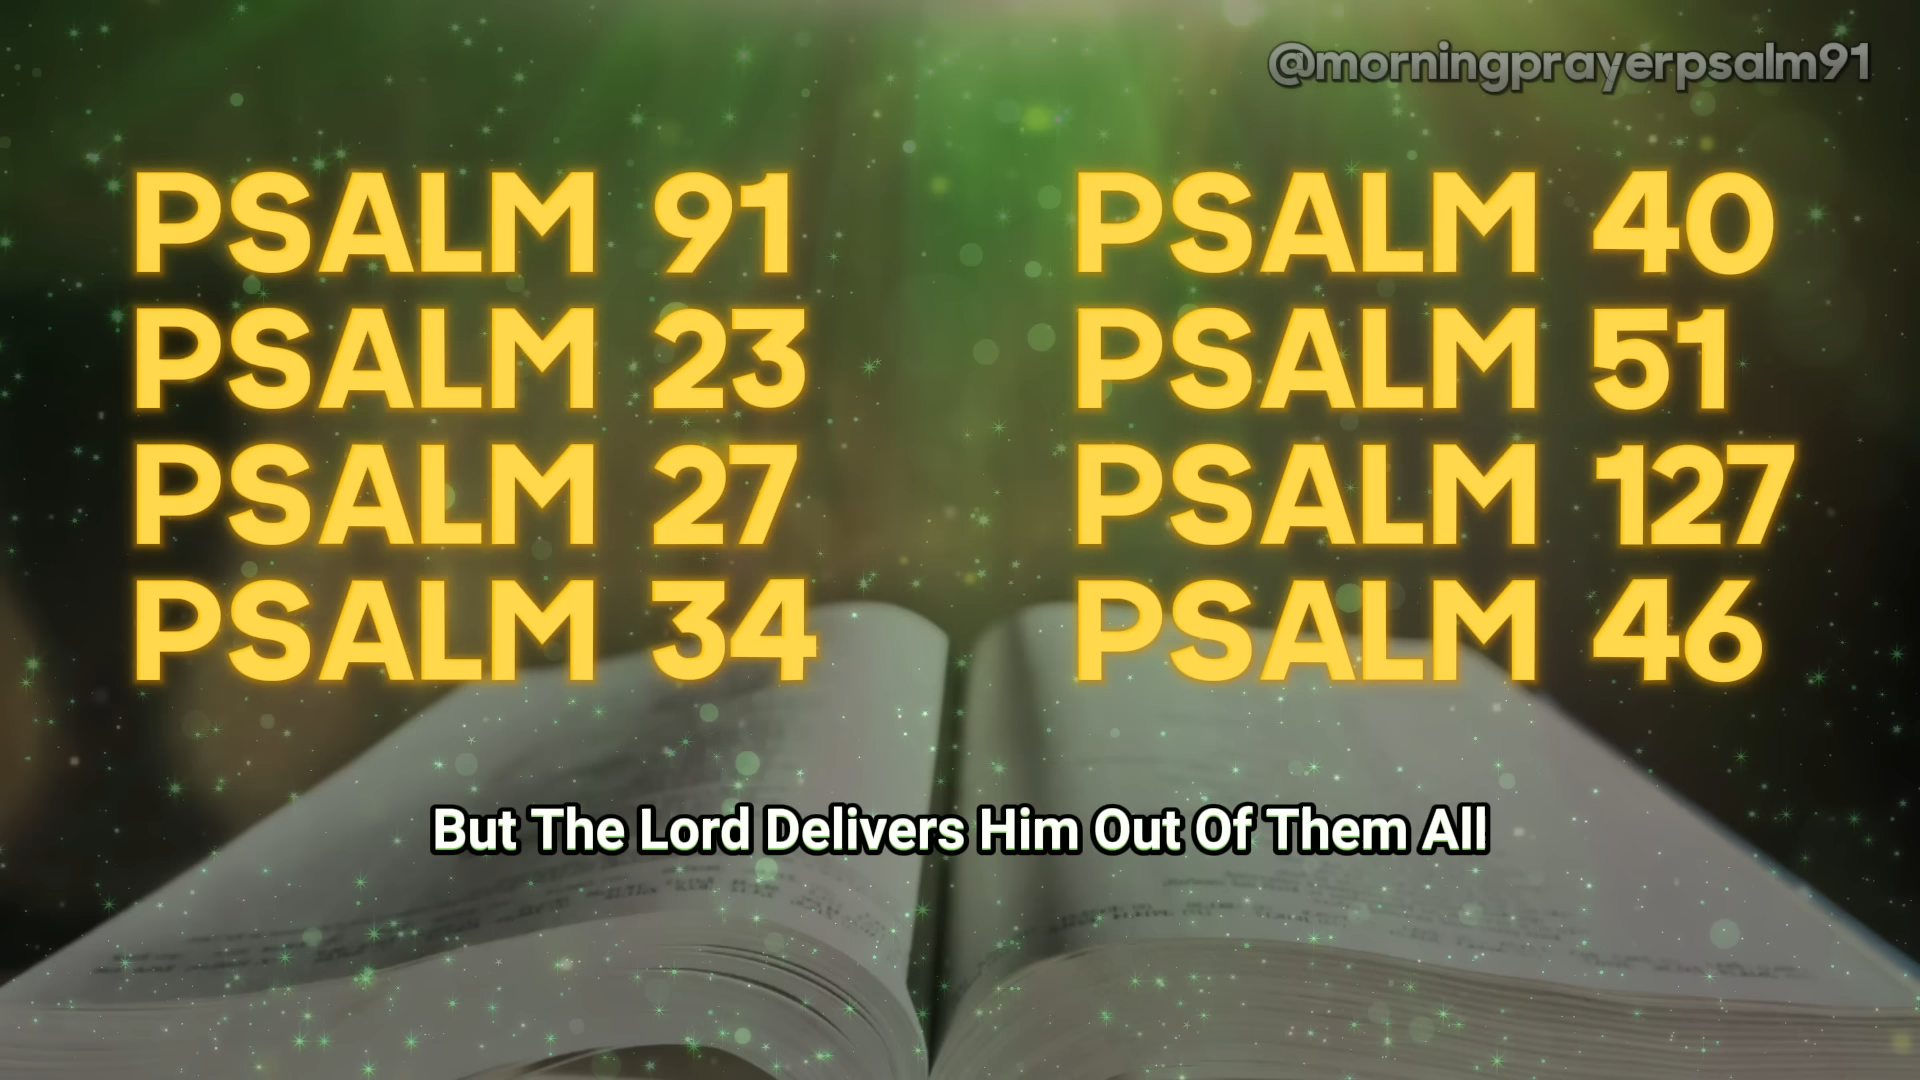 @morningprayerpsalm91
PSALM 91
PSALM 23
PSALM 27
PSALM 34
PSALM 40
PSALM 51
PSALM 127
PSALM 46
But The Lord Delivers Him Out Of Them All